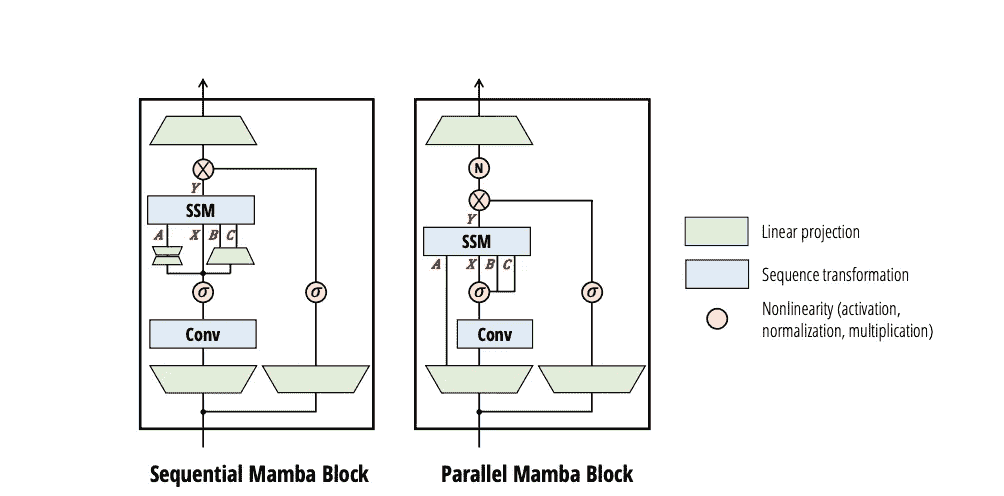 Y
SSM
A X B C
σ
σ
Conv
Sequential Mamba Block
N
Y
SSM
A X B C
σ
σ
Conv
Parallel Mamba Block
Linear projection
Sequence transformation
Nonlinearity (activation,
normalization, multiplication)